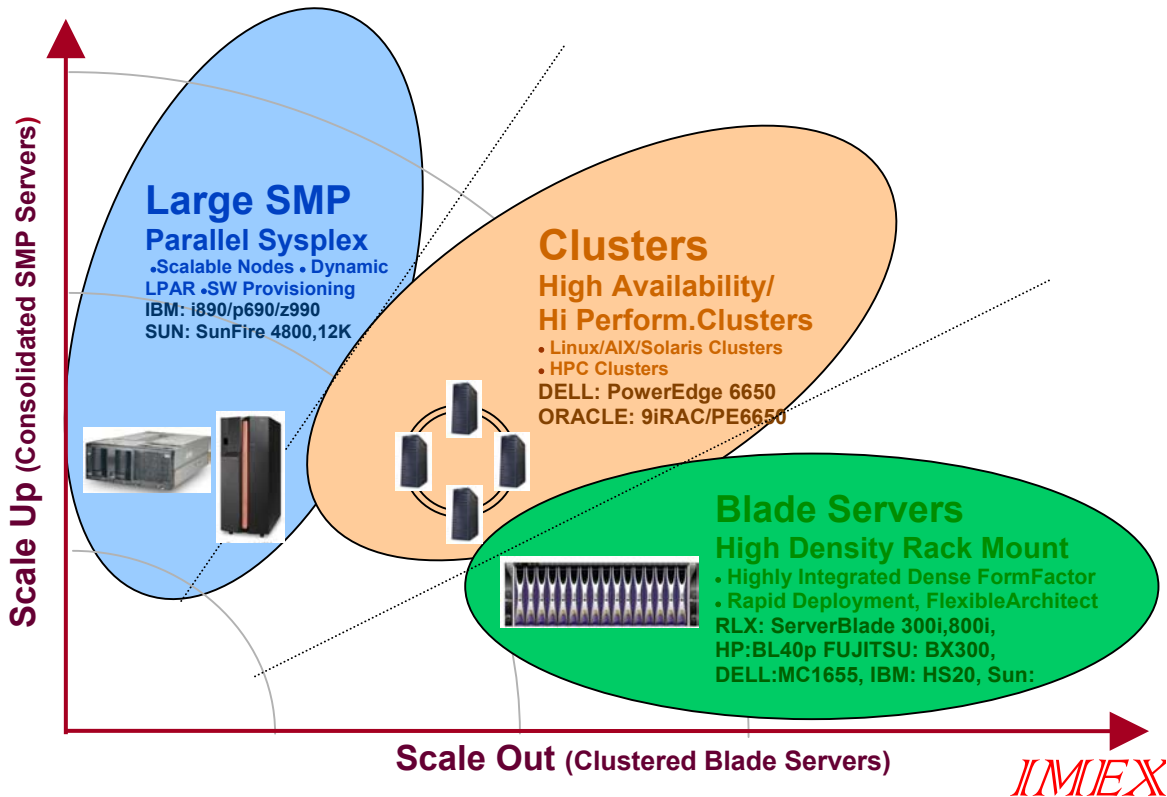 Scale Up (Consolidated SMP Servers)
Large SMP
Parallel Sysplex
•Scalable Nodes • Dynamic
LPAR •SW Provisioning
IBM: i890/p690/z990
SUN: SunFire 4800,12K
Clusters
High Availability/
Hi Perform.Clusters
• Linux/AIX/Solaris Clusters
• HPC Clusters
DELL: PowerEdge 6650
ORACLE: 9iRAC/PE6650
Blade Servers
High Density Rack Mount
• Highly Integrated Dense FormFactor
• Rapid Deployment, FlexibleArchitect
RLX: ServerBlade 300i,800i,
HP:BL40p FUJITSU: BX300,
DELL:MC1655, IBM: HS20, Sun:
Scale Out (Clustered Blade Servers)
IMEX